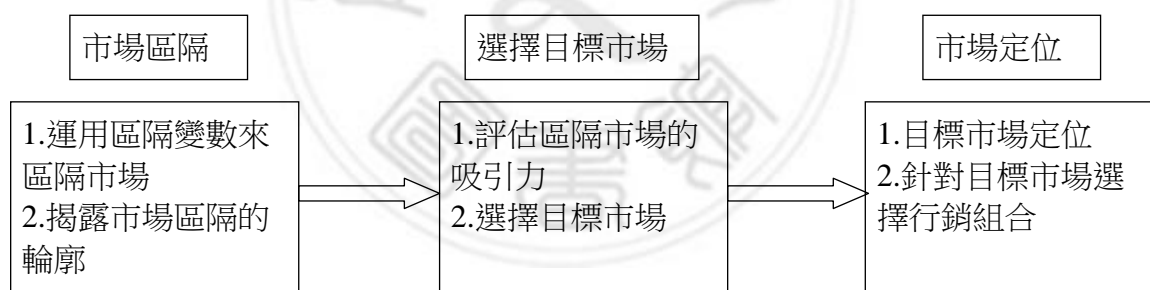 市場區隔
選擇目標市場
市場定位
1.運用區隔變數來
區隔市場
2.揭露市場區隔的
輪廓
1.評估區隔市場的
吸引力
2.選擇目標市場
1.目標市場定位
2.針對目標市場選
擇行銷組合